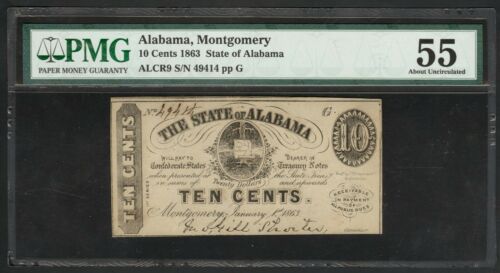 PMG
PAPER MONEY GUARANTY
Alabama, Montgomery
10 Cents 1863 State of Alabama
ALCR9 S/N 49414 pp G
55
About Uncirculated
No. 49414
G.
THE STATE OF ALABAMA
10
WILL PAY TO BEARER IN
Confederate States Treasury Notes
when presented at the State Treas'y
in sums of and upwards
Twenty Dollars
TEN CENTS
TEN CENTS.
RECEIVABLE
IN PAYMENT
OF
ALL PUBLIC DUES
Montgomery January 1st 1863